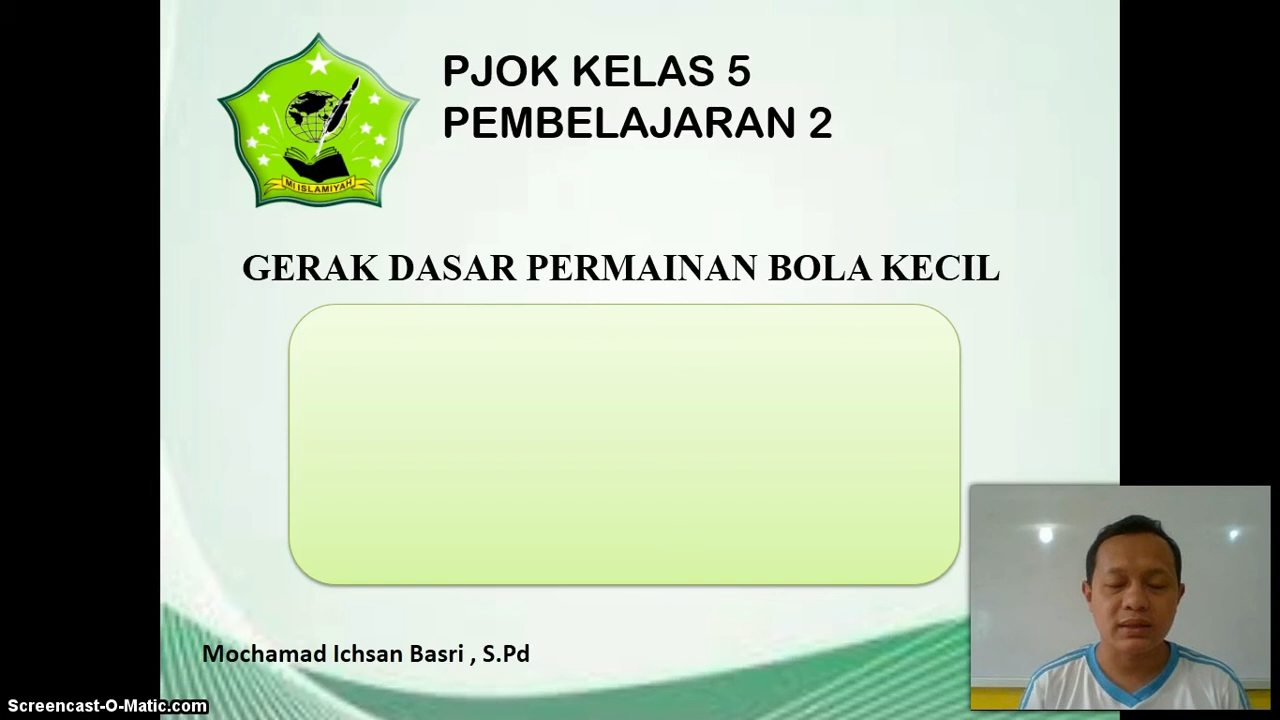 PJOK KELAS 5
PEMBELAJARAN 2
MI ISLAMIYAH
GERAK DASAR PERMAINAN BOLA KECIL
Mochamad Ichsan Basri , S.Pd
Screencast-O-Matic.com